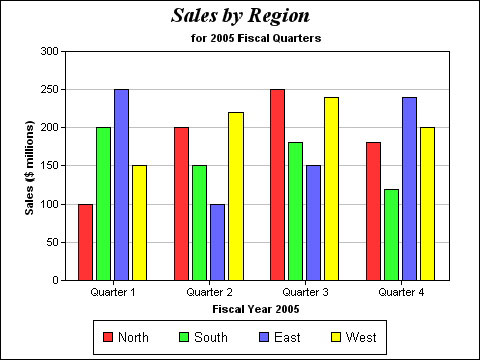 Sales by Region
for 2005 Fiscal Quarters
Sales ($ millions)
300
250
200
150
100
50
0
Quarter 1 Quarter 2 Quarter 3 Quarter 4
Fiscal Year 2005
North South East West